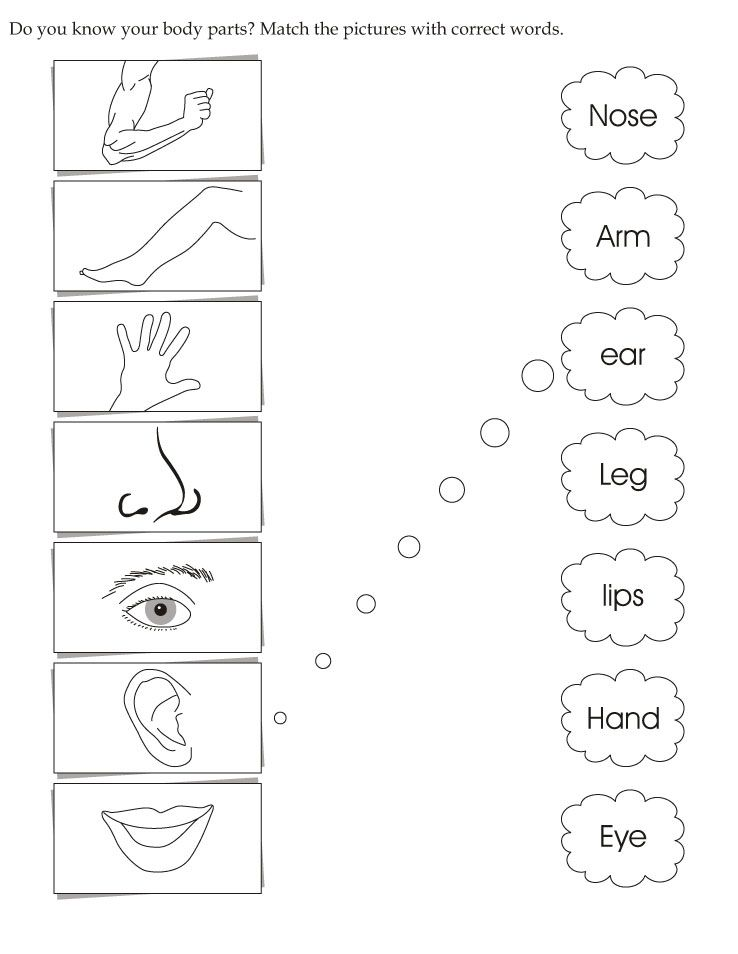 Do you know your body parts? Match the pictures with correct words.
Nose
Arm
ear
Leg
lips
Hand
Eye